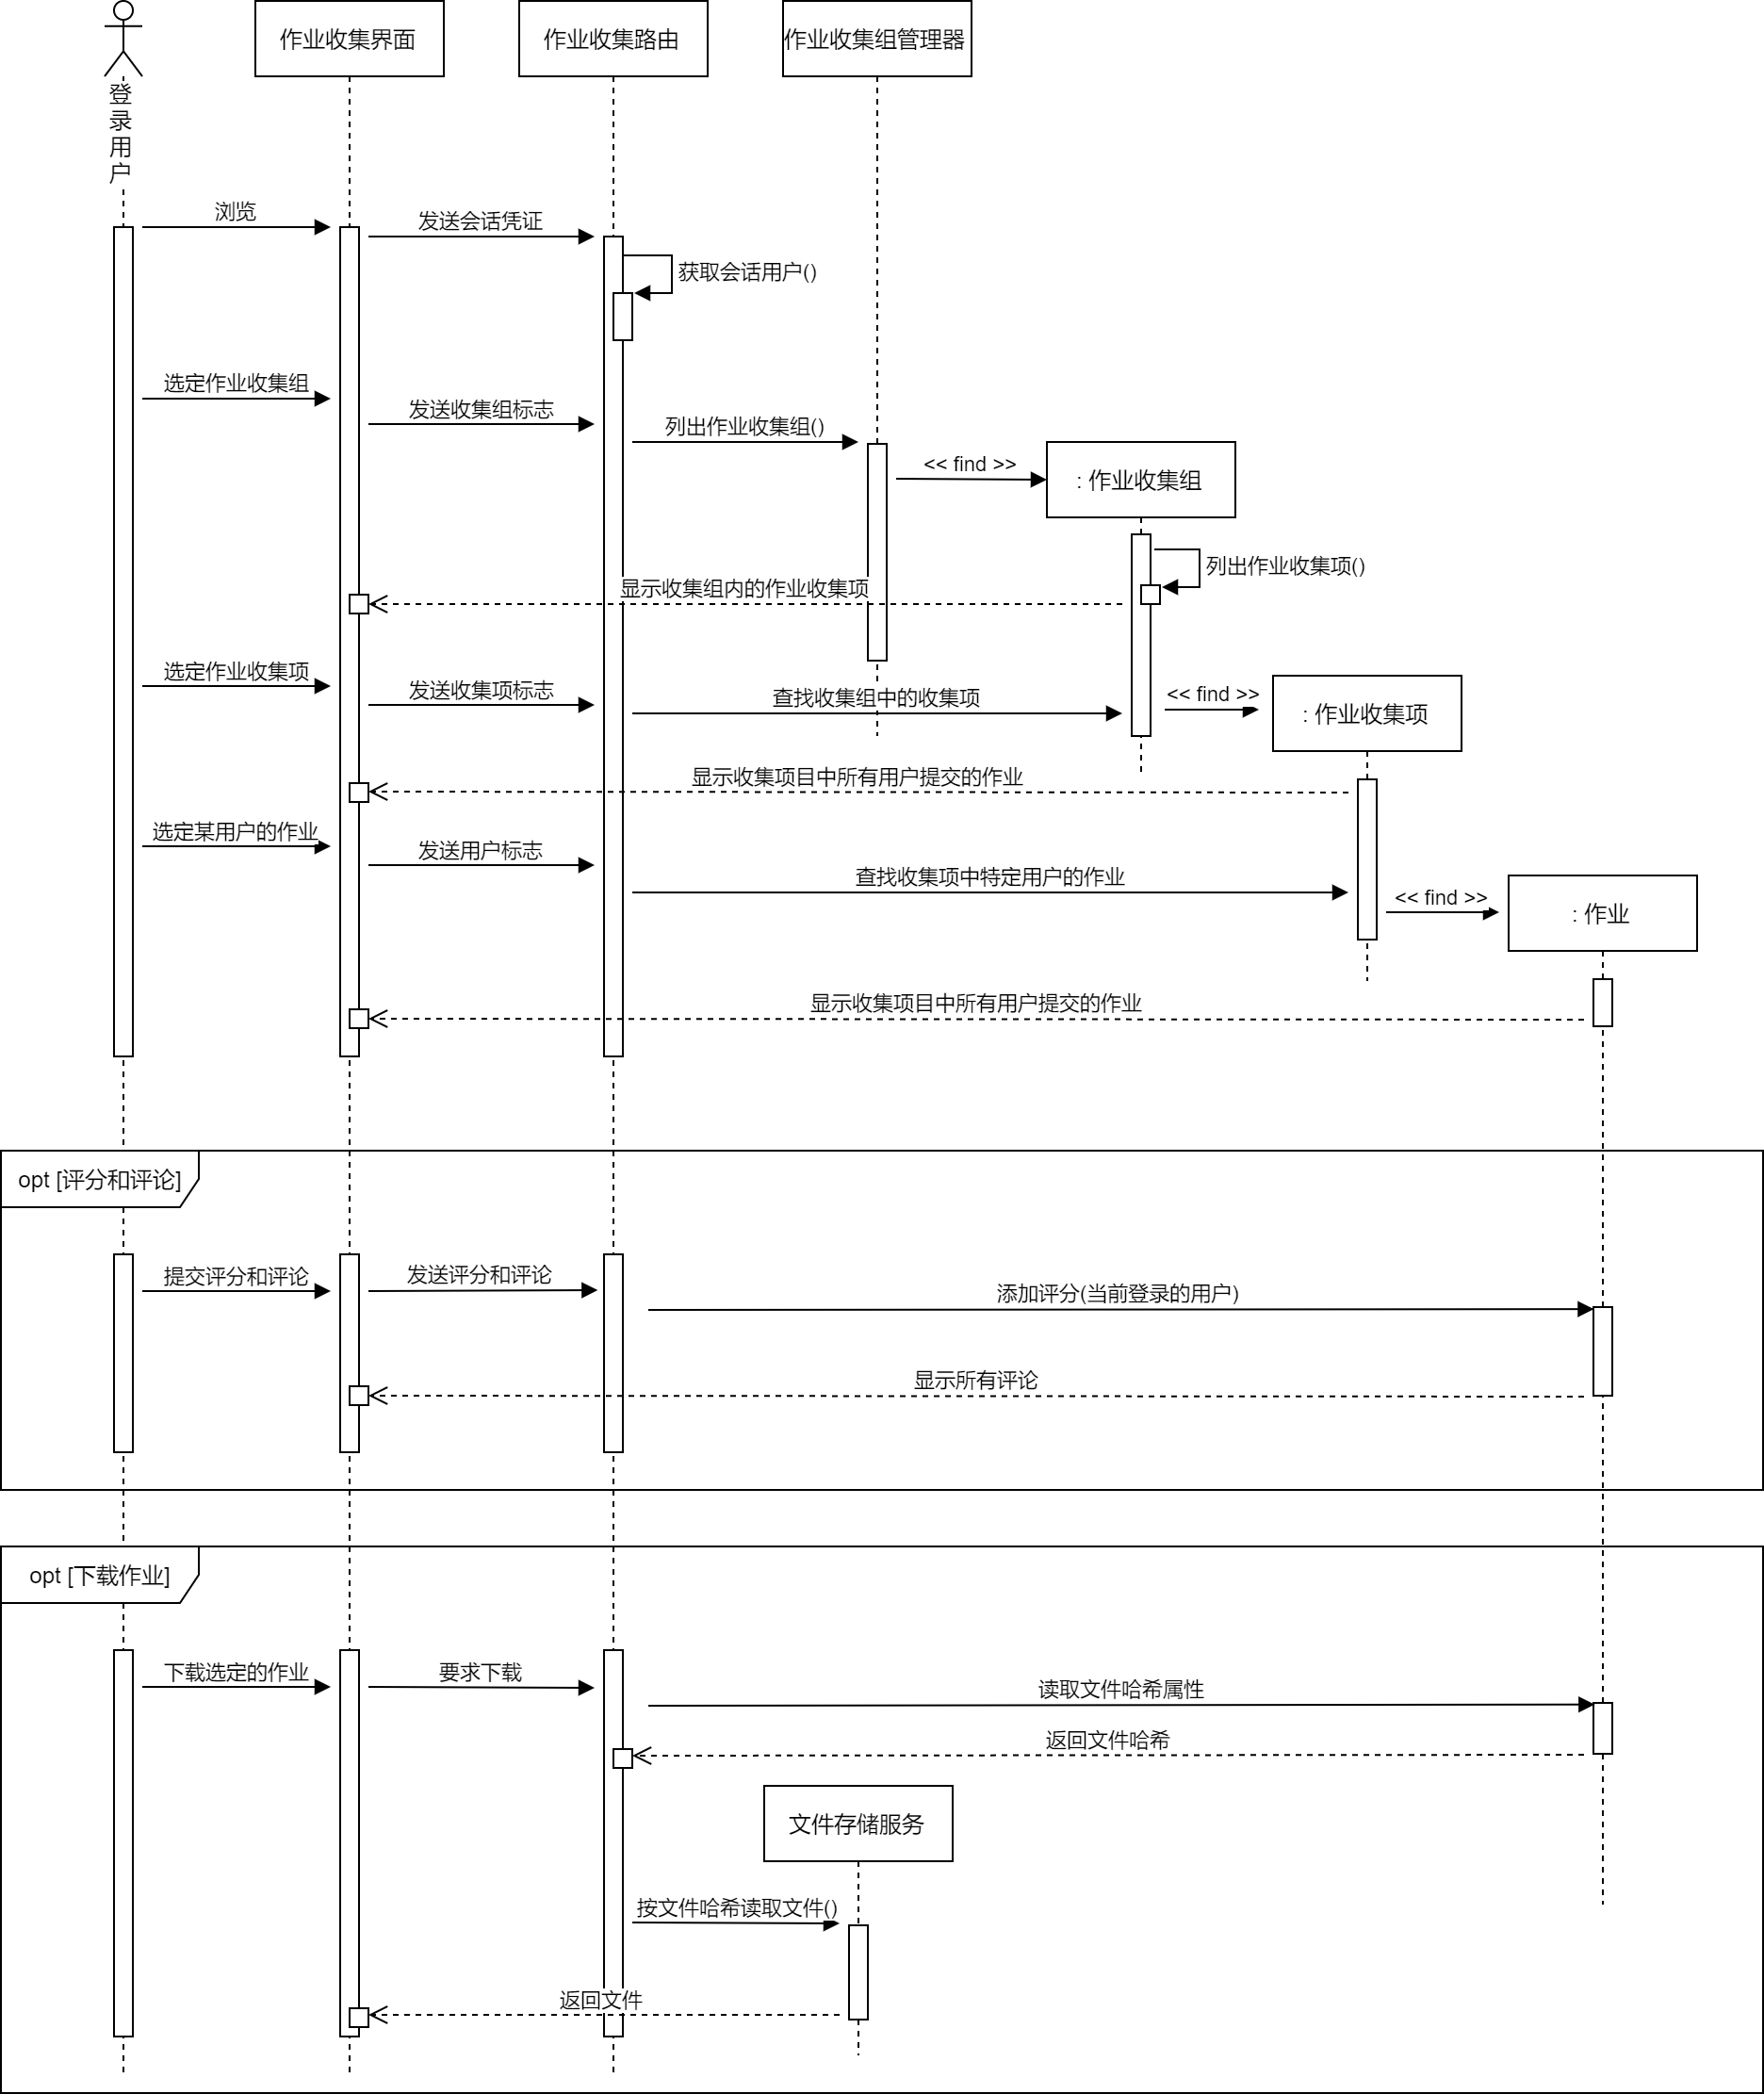 作业收集界面
作业收集路由
作业收集组管理器
登
录
用
户
浏览
发送会话凭证
获取会话用户()
选定作业收集组
发送收集组标志
列出作业收集组()
<< find >>
: 作业收集组
列出作业收集项()
显示收集组内的作业收集项
选定作业收集项
发送收集项标志
查找收集组中的收集项
<< find >>
: 作业收集项
显示收集项目中所有用户提交的作业
选定某用户的作业
发送用户标志
查找收集项中特定用户的作业
<< find >>
: 作业
显示收集项目中所有用户提交的作业
opt [评分和评论]
提交评分和评论
发送评分和评论
添加评分(当前登录的用户)
显示所有评论
opt [下载作业]
下载选定的作业
要求下载
读取文件哈希属性
返回文件哈希
文件存储服务
按文件哈希读取文件()
返回文件